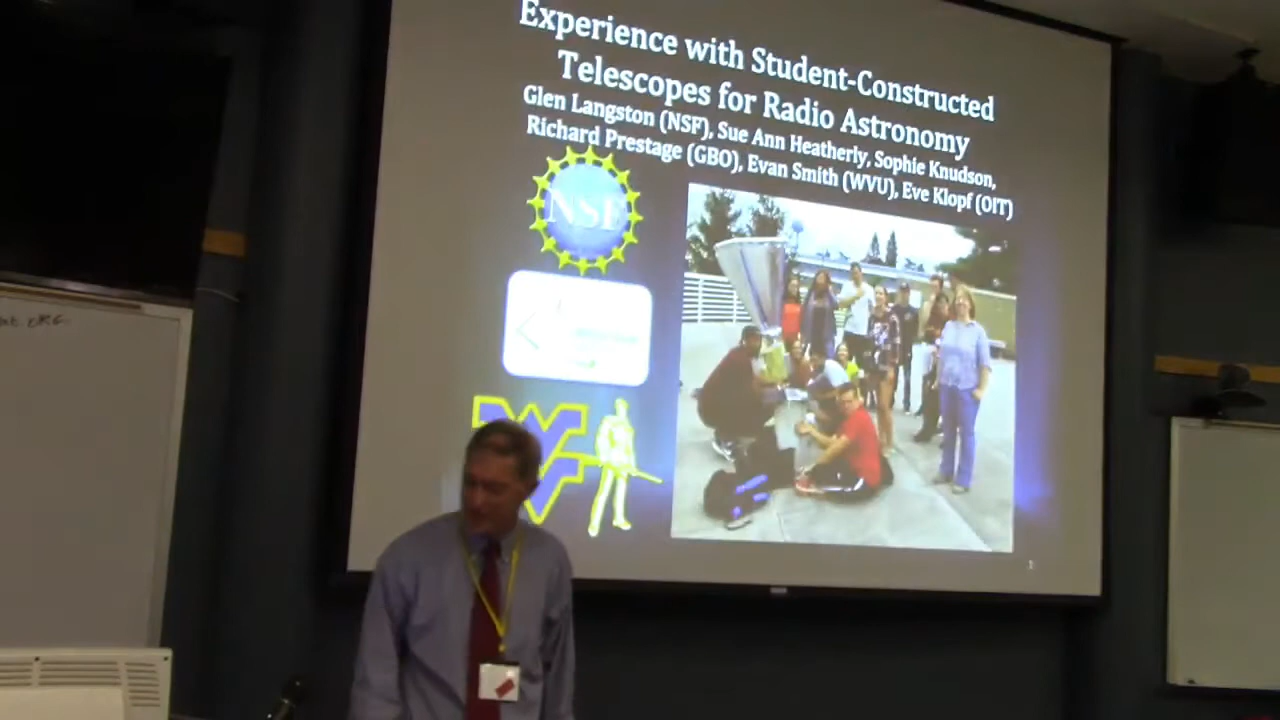 Experience with Student-Constructed
Telescopes for Radio Astronomy
Glen Langston (NSF), Sue Ann Heatherly, Sophie Knudson,
Richard Prestage (GBO), Evan Smith (WVU), Eve Klopf (OIT)
NSF
WV